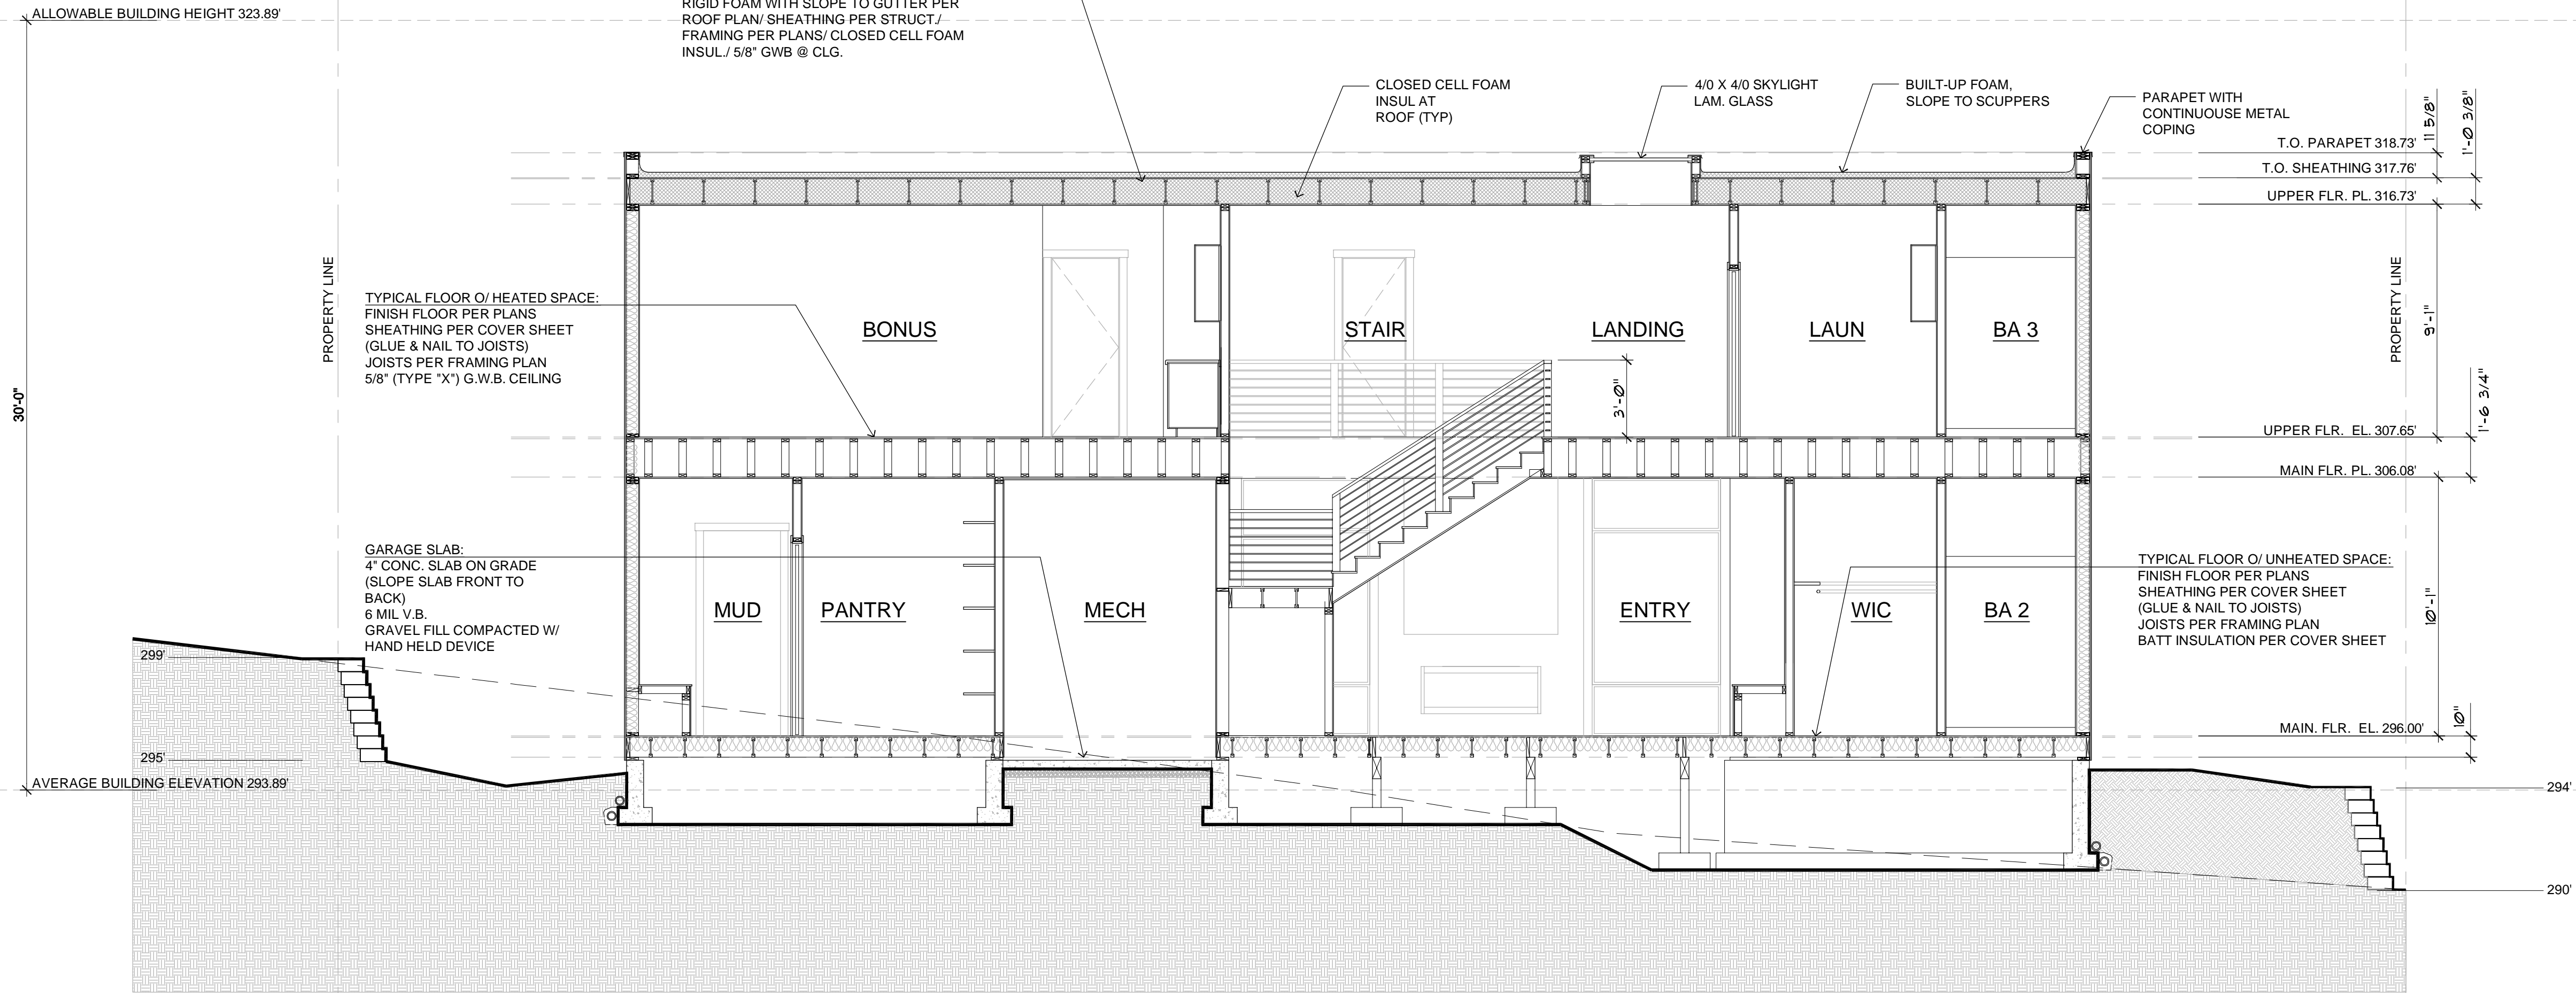 ALLOWABLE BUILDING HEIGHT 323.89'
RIGID FOAM WITH SLOPE TO GUTTER PER
ROOF PLAN/ SHEATHING PER STRUCT./
FRAMING PER PLANS/ CLOSED CELL FOAM
INSUL./ 5/8" GWB @ CLG.
CLOSED CELL FOAM
INSUL AT
ROOF (TYP)
4/0 X 4/0 SKYLIGHT
LAM. GLASS
BUILT-UP FOAM,
SLOPE TO SCUPPERS
PARAPET WITH
CONTINUOUSE METAL
COPING
T.O. PARAPET 318.73'
T.O. SHEATHING 317.76'
UPPER FLR. PL. 316.73'
11 5/8"
1'-0 3/8"
PROPERTY LINE
PROPERTY LINE
9'-1"
30'-0"
TYPICAL FLOOR O/ HEATED SPACE:
FINISH FLOOR PER PLANS
SHEATHING PER COVER SHEET
(GLUE & NAIL TO JOISTS)
JOISTS PER FRAMING PLAN
5/8" (TYPE "X") G.W.B. CEILING
BONUS
STAIR
LANDING
LAUN
BA 3
3'-0"
1'-6 3/4"
UPPER FLR. EL. 307.65'
MAIN FLR. PL. 306.08'
GARAGE SLAB:
4" CONC. SLAB ON GRADE
(SLOPE SLAB FRONT TO
BACK)
6 MIL V.B.
GRAVEL FILL COMPACTED W/
HAND HELD DEVICE
MUD
PANTRY
MECH
ENTRY
WIC
BA 2
TYPICAL FLOOR O/ UNHEATED SPACE:
FINISH FLOOR PER PLANS
SHEATHING PER COVER SHEET
(GLUE & NAIL TO JOISTS)
JOISTS PER FRAMING PLAN
BATT INSULATION PER COVER SHEET
10'-1"
10"
MAIN. FLR. EL. 296.00'
299'
295'
AVERAGE BUILDING ELEVATION 293.89'
294'
290'